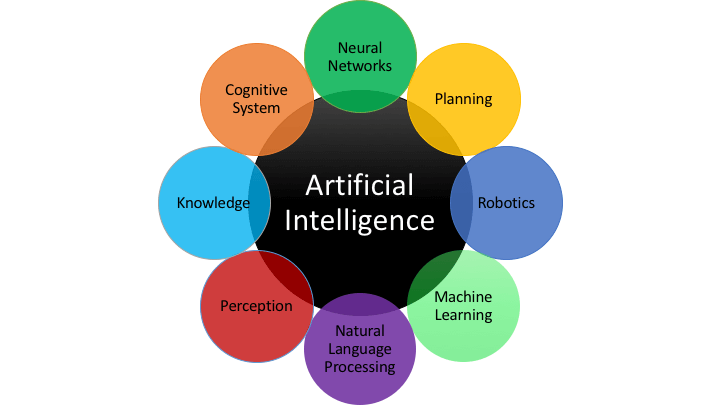 Neural
Networks
Cognitive
System
Planning
Artificial
Intelligence
Knowledge
Robotics
Perception
Machine
Learning
Natural
Language
Processing